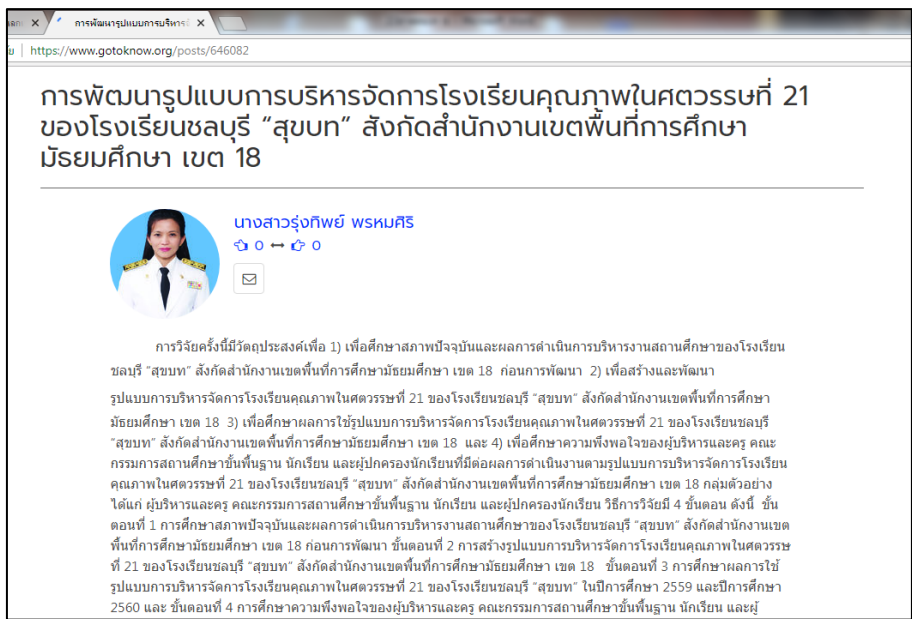 การพัฒนารูปแบบการบริหารจ
https://www.gotoknow.org/posts/646082
การพัฒนารูปแบบการบริหารจัดการโรงเรียนคุณภาพในศตวรรษที่ 21
ของโรงเรียนชลบุรี “สุขบท” สังกัดสำนักงานเขตพื้นที่การศึกษา
มัธยมศึกษา เขต 18
นางสาวรุ่งทิพย์ พรหมศิริ
0 0
การวิจัยครั้งนี้มีวัตถุประสงค์เพื่อ 1) เพื่อศึกษาสภาพปัจจุบันและผลการดำเนินการบริหารงานสถานศึกษาของโรงเรียน
ชลบุรี “สุขบท” สังกัดสำนักงานเขตพื้นที่การศึกษามัธยมศึกษา เขต 18 ก่อนการพัฒนา 2) เพื่อสร้างและพัฒนา
รูปแบบการบริหารจัดการโรงเรียนคุณภาพในศตวรรษที่ 21 ของโรงเรียนชลบุรี “สุขบท” สังกัดสำนักงานเขตพื้นที่การศึกษา
มัธยมศึกษา เขต 18 3) เพื่อศึกษาผลการใช้รูปแบบการบริหารจัดการโรงเรียนคุณภาพในศตวรรษที่ 21 ของโรงเรียนชลบุรี
“สุขบท” สังกัดสำนักงานเขตพื้นที่การศึกษามัธยมศึกษา เขต 18 และ 4) เพื่อศึกษาความพึงพอใจของผู้บริหารและครู คณะ
กรรมการสถานศึกษาขั้นพื้นฐาน นักเรียน และผู้ปกครองนักเรียนที่มีต่อผลการดำเนินงานตามรูปแบบการบริหารจัดการโรงเรียน
คุณภาพในศตวรรษที่ 21 ของโรงเรียนชลบุรี “สุขบท” สังกัดสำนักงานเขตพื้นที่การศึกษามัธยมศึกษา เขต 18 กลุ่มตัวอย่าง
ได้แก่ ผู้บริหารและครู คณะกรรมการสถานศึกษาขั้นพื้นฐาน นักเรียน และผู้ปกครองนักเรียน วิธีการวิจัยมี 4 ขั้นตอน ดังนี้ ขั้น
ตอนที่ 1 การศึกษาสภาพปัจจุบันและผลการดำเนินการบริหารงานสถานศึกษาของโรงเรียนชลบุรี “สุขบท” สังกัดสำนักงานเขต
พื้นที่การศึกษามัธยมศึกษา เขต 18 ก่อนการพัฒนา ขั้นตอนที่ 2 การสร้างรูปแบบการบริหารจัดการโรงเรียนคุณภาพในศตวรรษ
ที่ 21 ของโรงเรียนชลบุรี “สุขบท” สังกัดสำนักงานเขตพื้นที่การศึกษามัธยมศึกษา เขต 18 ขั้นตอนที่ 3 การศึกษาผลการใช้
รูปแบบการบริหารจัดการโรงเรียนคุณภาพในศตวรรษที่ 21 ของโรงเรียนชลบุรี “สุขบท” ในปีการศึกษา 2559 และปีการศึกษา
2560 และ ขั้นตอนที่ 4 การศึกษาความพึงพอใจของผู้บริหารและครู คณะกรรมการสถานศึกษาขั้นพื้นฐาน นักเรียน และผู้